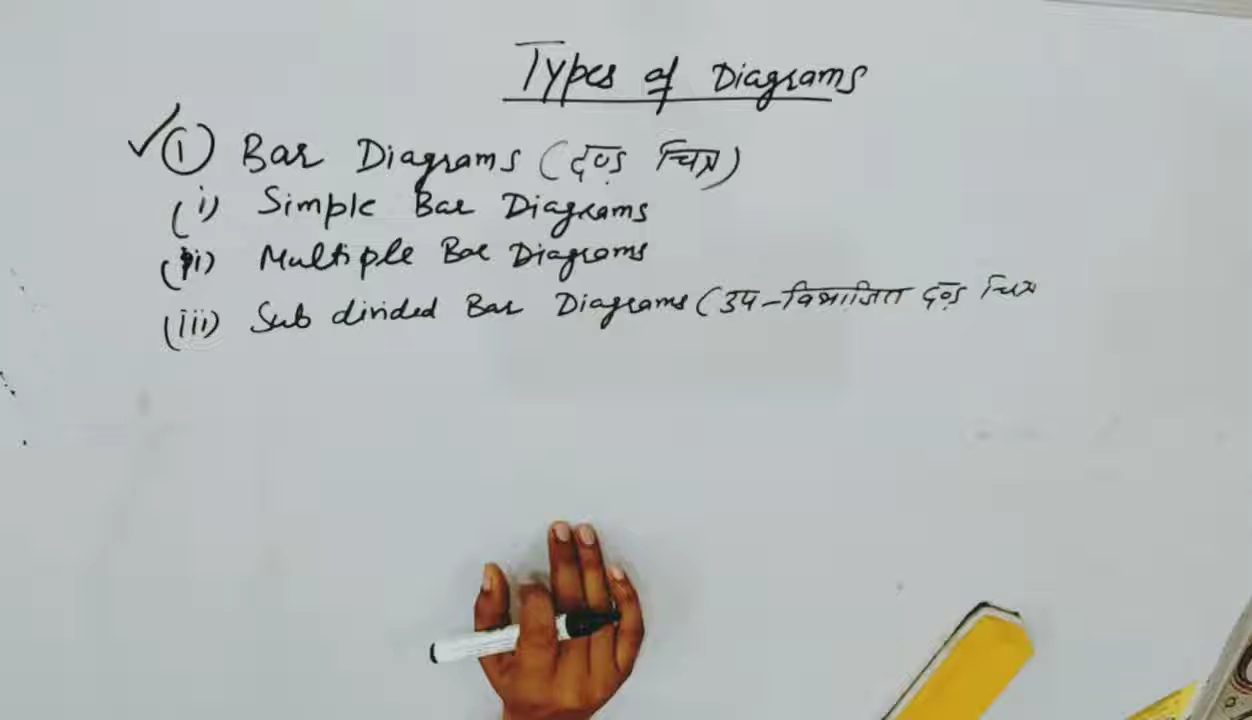 Types of Diagrams
① Bar Diagrams (दण्ड चित्र)
(i) Simple Bar Diagrams
(ii) Multiple Bar Diagrams
(iii) Sub divided Bar Diagrams (उप-विभाजित दण्ड चित्र